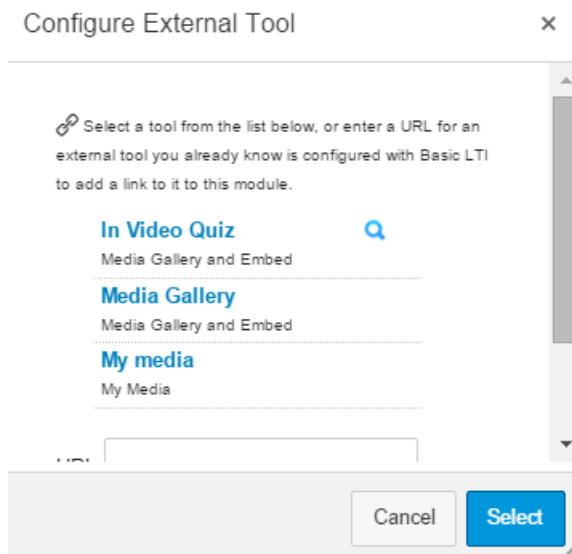 Configure External Tool ×
Select a tool from the list below, or enter a URL for an
external tool you already know is configured with Basic LTI
to add a link to it to this module.
In Video Quiz
Media Gallery and Embed
Media Gallery
Media Gallery and Embed
My media
My Media
Cancel
Select